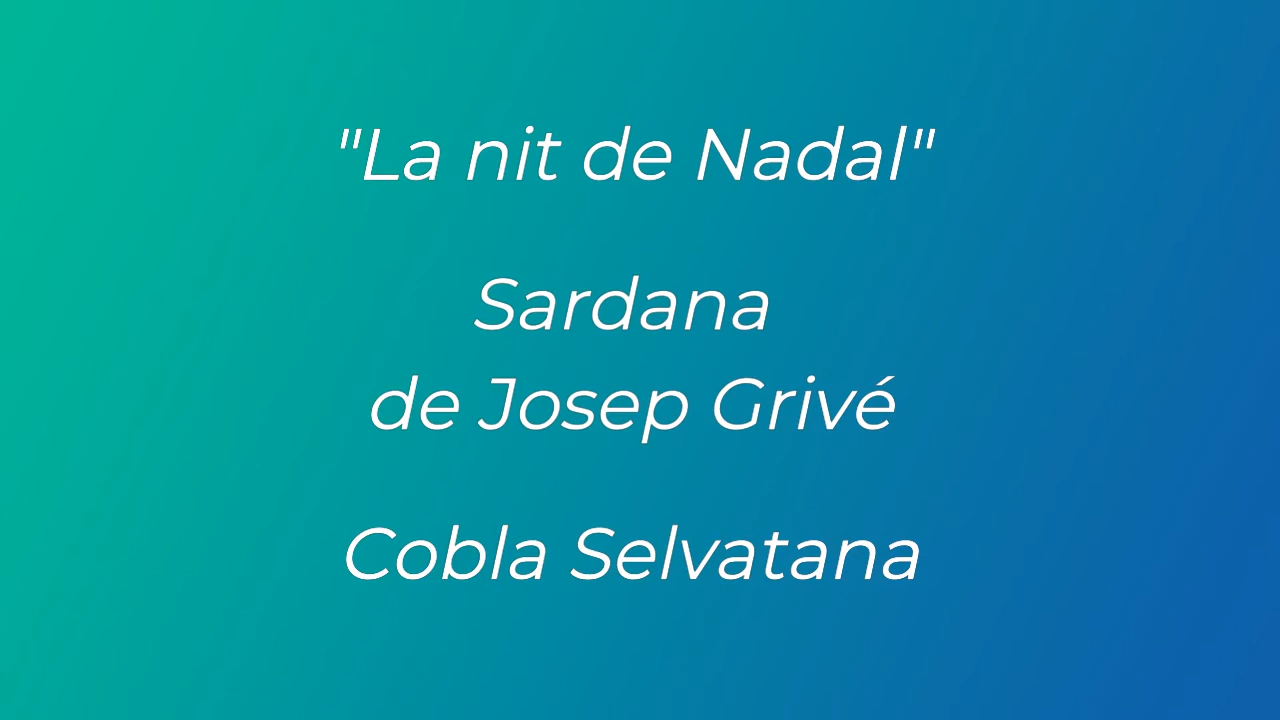 "La nit de Nadal"
Sardana
de Josep Grivé
Cobla Selvatana